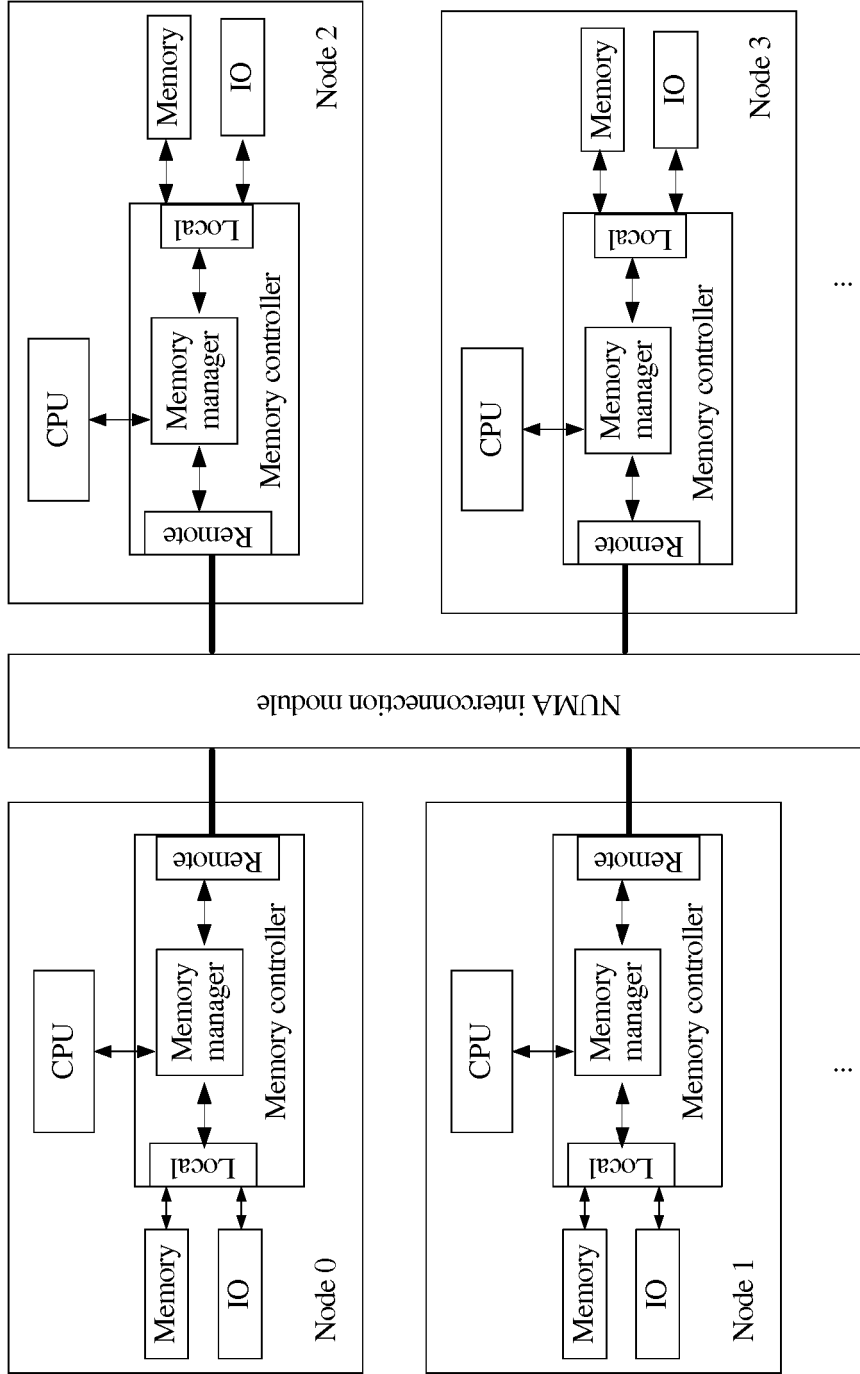 Node 0
CPU
Memory
IO
Local
Memory
manager
Remote
Memory controller
Node 1
CPU
Memory
IO
Local
Memory
manager
Remote
Memory controller
...
NUMA interconnection module
Node 2
CPU
Remote
Memory
manager
Local
Memory
IO
Memory controller
Node 3
CPU
Remote
Memory
manager
Local
Memory
IO
Memory controller
...